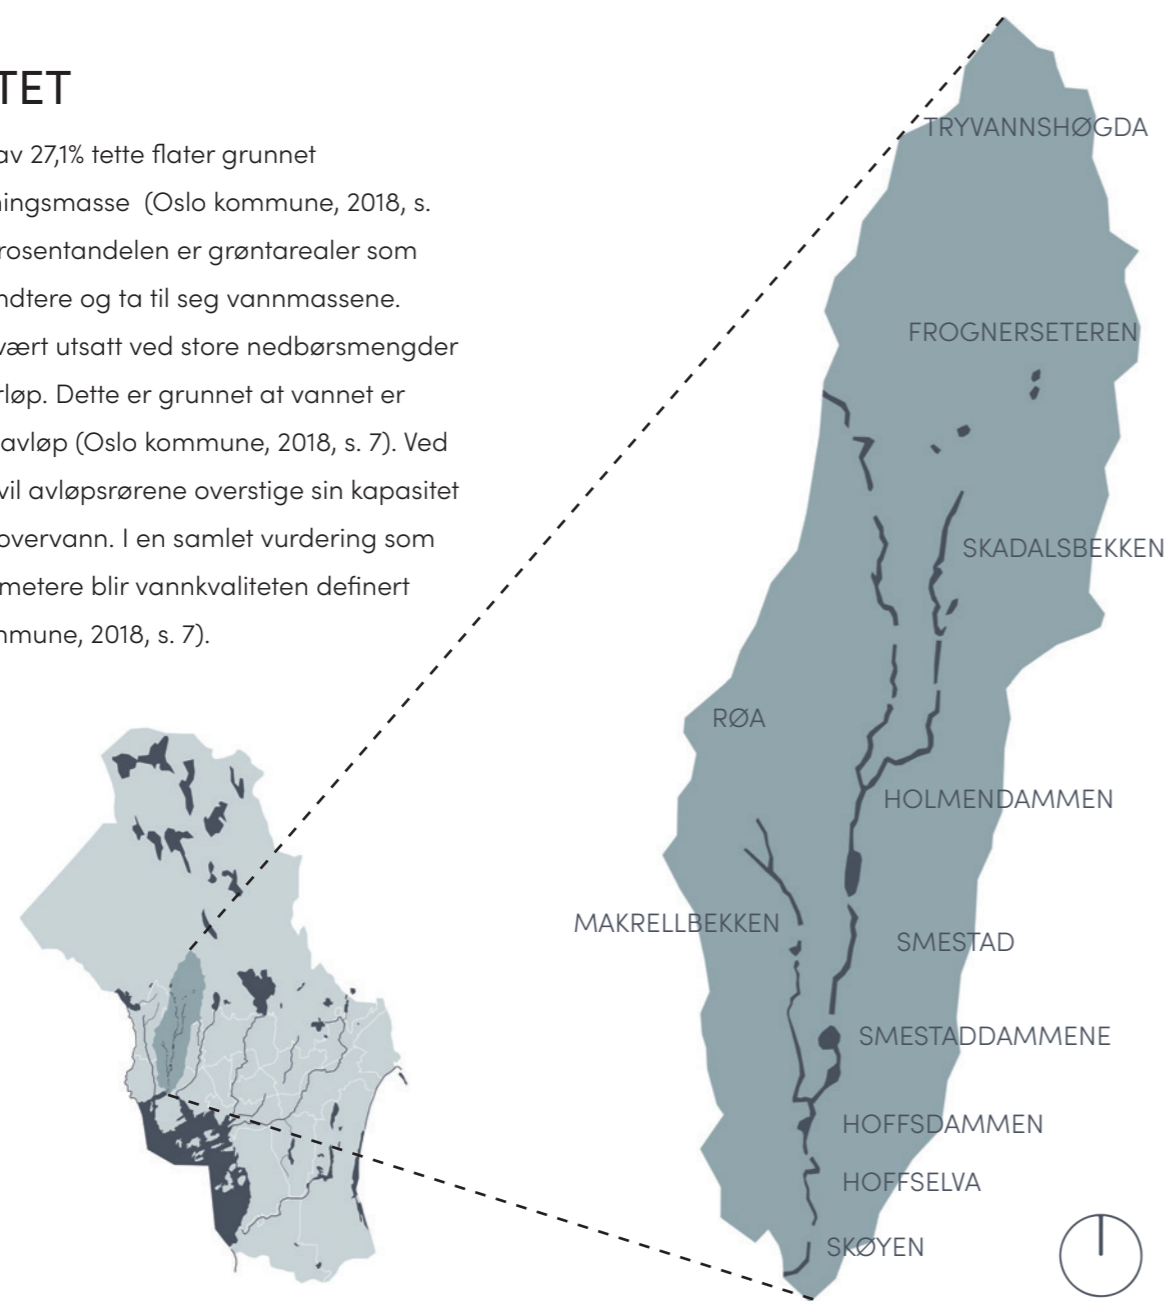 TET
av 27,1% tette flater grunnet
ningsmasse (Oslo kommune, 2018, s.
rosentandelen er grøntarealer som
ndtere og ta til seg vannmassene.
vært utsatt ved store nedbørsmengder
rløp. Dette er grunnet at vannet er
avløp (Oslo kommune, 2018, s. 7). Ved
vil avløpsrørene overstige sin kapasitet
overvann. I en samlet vurdering som
metere blir vannkvaliteten definert
nmune, 2018, s. 7).
TRYVANNSHØGDA
FROGNERSETEREN
SKADALSBEKKEN
RØA
HOLMENDAMMEN
MAKRELLBEKKEN
SMESTAD
SMESTADDAMMENE
HOFFSDAMMEN
HOFFSELVA
SKØYEN